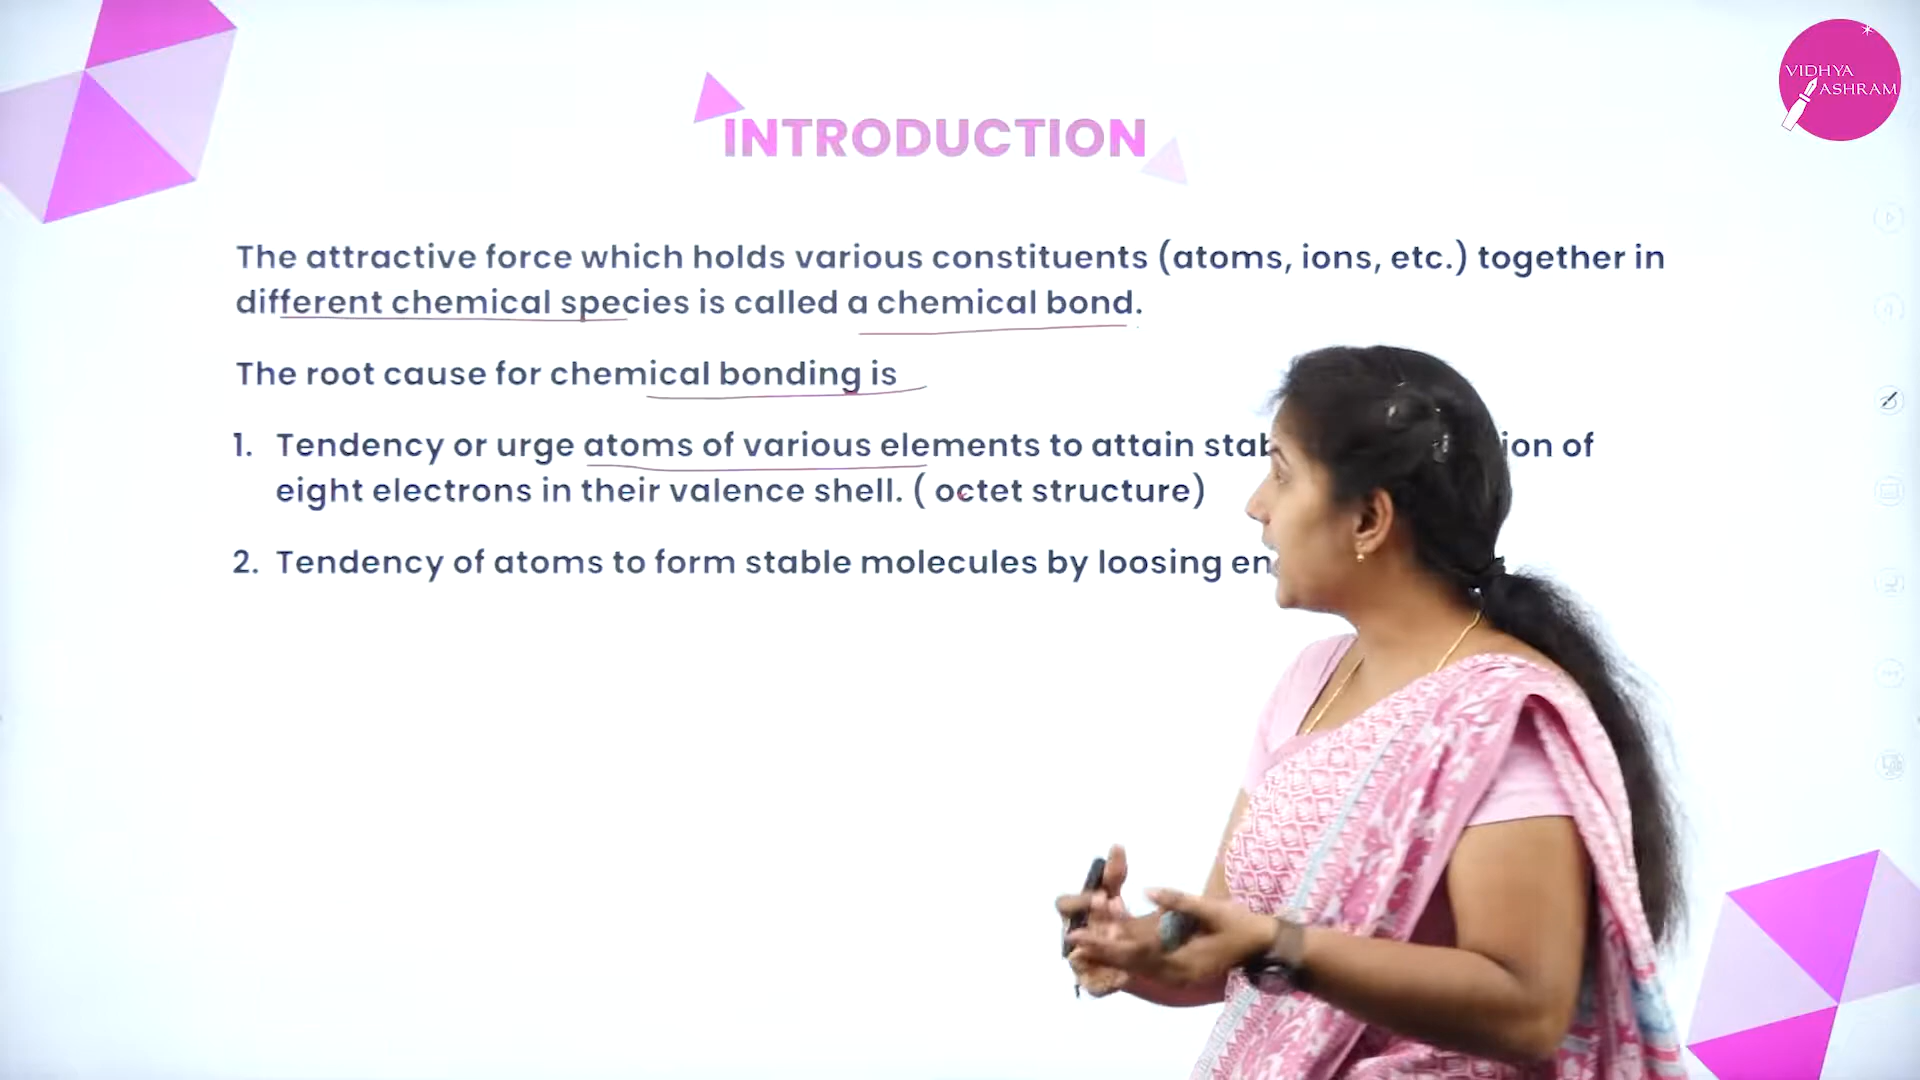 VIDHYA
ASHRAM
INTRODUCTION
The attractive force which holds various constituents (atoms, ions, etc.) together in
different chemical species is called a chemical bond.
The root cause for chemical bonding is
1. Tendency or urge atoms of various elements to attain of
eight electrons in their valence shell. ( octet structure)
2. Tendency of atoms to form stable molecules by loosing